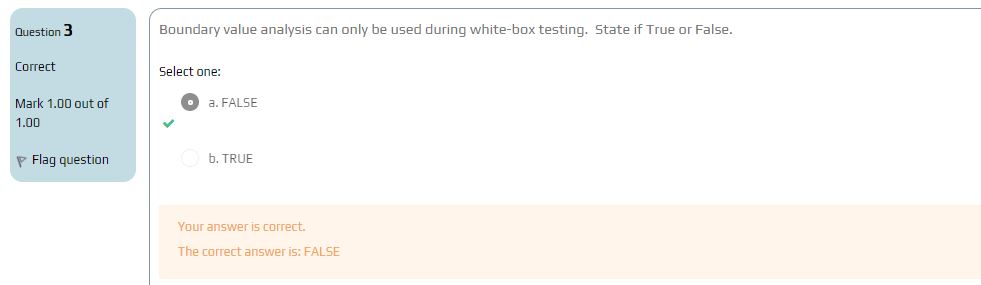 Question 3
Correct
Mark 1.00 out of
1.00
Flag question
Boundary value analysis can only be used during white-box testing.  State if True or False.
Select one:
a. FALSE
b. TRUE
Your answer is correct.
The correct answer is: FALSE